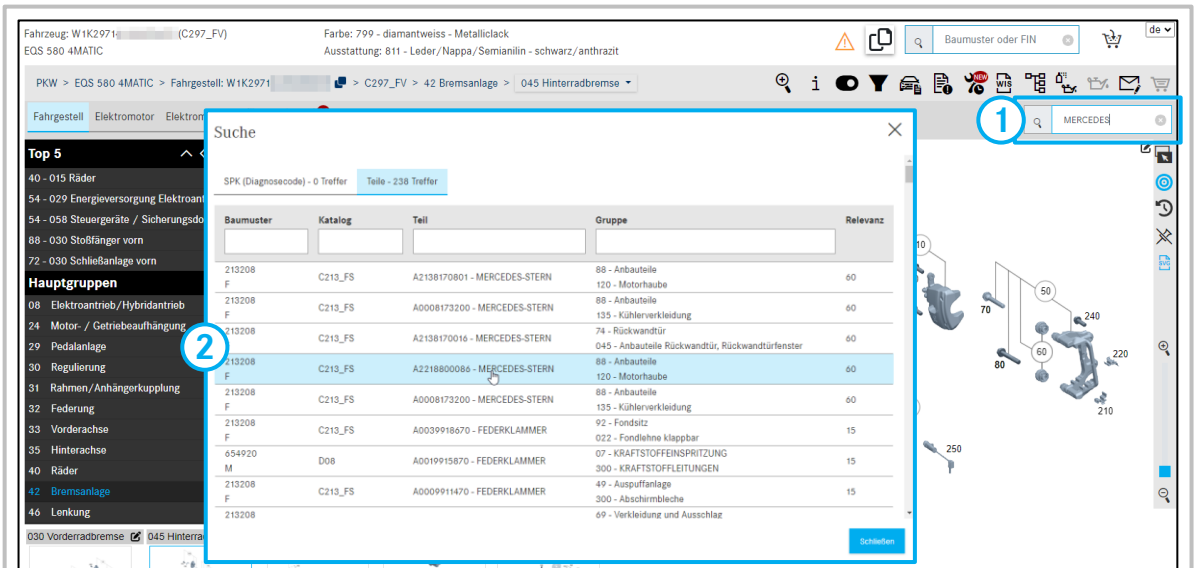 Fahrzeug: W1K2971 (C297_FV)
EQS 580 4MATIC
Farbe: 799 - diamantweiss - Metalliclack
Ausstattung: 811 - Leder/Nappa/Semianilin - schwarz/anthrazit
Baumuster oder FIN
de
PKW > EQS 580 4MATIC > Fahrgestell: W1K2971 > C297_FV > 42 Bremsanlage > 045 Hinterradbremse
i
NEW
WIS
Fahrgestell Elektromotor Elektrom
1
MERCEDES
Top 5
40 - 015 Räder
54 - 029 Energieversorgung Elektroant
54 - 058 Steuergeräte / Sicherungsdo
88 - 030 Stoßfänger vorn
72 - 030 Schließanlage vorn
Hauptgruppen
08 Elektroantrieb/Hybridantrieb
24 Motor- / Getriebeaufhängung
29 Pedalanlage
30 Regulierung
31 Rahmen/Anhängerkupplung
32 Federung
33 Vorderachse
35 Hinterachse
40 Räder
42 Bremsanlage
46 Lenkung
030 Vorderradbremse 045 Hinterra
2
Suche
SPK (Diagnosecode) - 0 Treffer Teile - 238 Treffer
Baumuster Katalog Teil Gruppe Relevanz
213208 F C213_FS A2138170801 - MERCEDES-STERN 88 - Anbauteile 60
120 - Motorhaube
213208 F C213_FS A0008173200 - MERCEDES-STERN 88 - Anbauteile 60
135 - Kühlerverkleidung
213208 F C213_FS A2138170016 - MERCEDES-STERN 74 - Rückwandtür 60
045 - Anbauteile Rückwandtür, Rückwandtürfenster
213208 F C213_FS A2218800086 - MERCEDES-STERN 88 - Anbauteile 60
120 - Motorhaube
213208 F C213_FS A0008173200 - MERCEDES-STERN 88 - Anbauteile 60
135 - Kühlerverkleidung
213208 F C213_FS A0039918670 - FEDERKLAMMER 92 - Fondsitz 15
022 - Fondlehne klappbar
654920 M D08 A0019915870 - FEDERKLAMMER 07 - KRAFTSTOFFEINSPRITZUNG 15
300 - KRAFTSTOFFLEITUNGEN
213208 F C213_FS A0009911470 - FEDERKLAMMER 49 - Auspuffanlage 15
300 - Abschirmbleche
213208 69 - Verkleidung und Ausschlag
Schließen
10
50
70
240
60
220
80
210
250
SVG